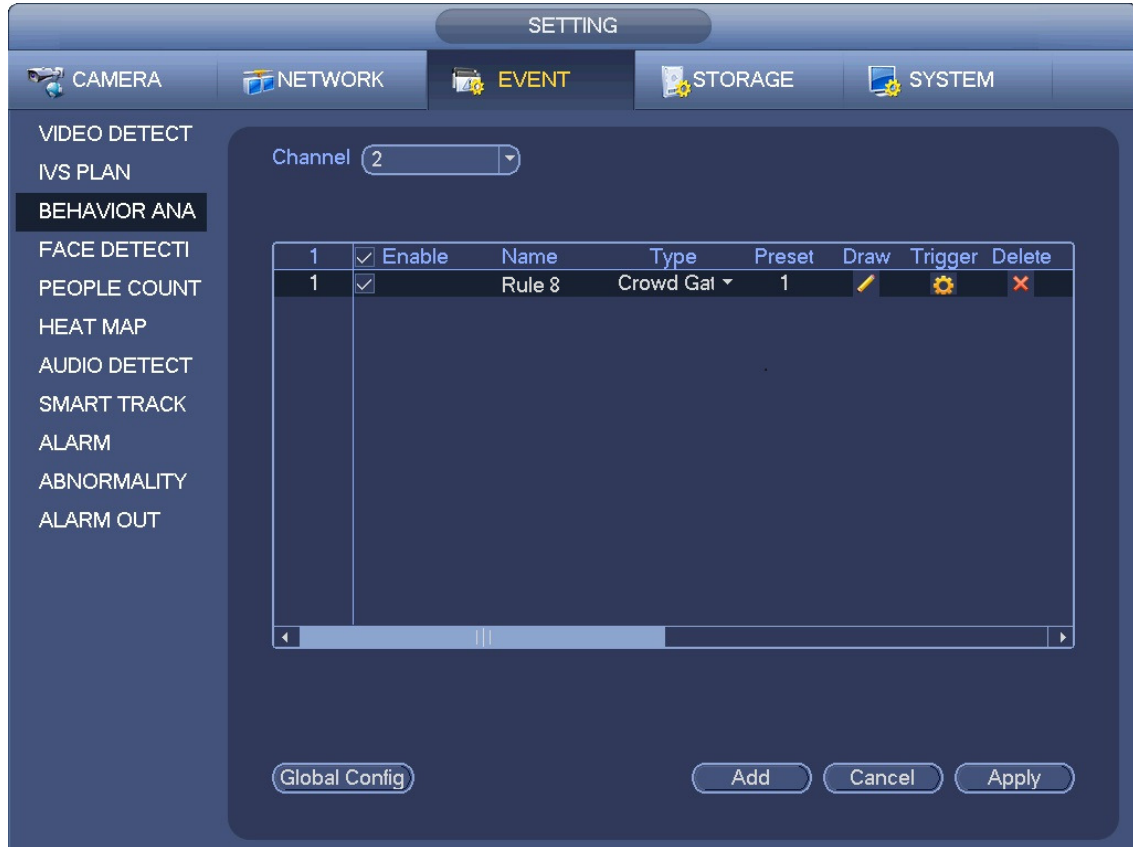 SETTING
CAMERA NETWORK EVENT STORAGE SYSTEM
VIDEO DETECT
IVS PLAN
BEHAVIOR ANA
FACE DETECTI
PEOPLE COUNT
HEAT MAP
AUDIO DETECT
SMART TRACK
ALARM
ABNORMALITY
ALARM OUT
Channel 2
1 Enable Name Type Preset Draw Trigger Delete
1 Rule 8 Crowd Gat 1
Global Config Add Cancel Apply